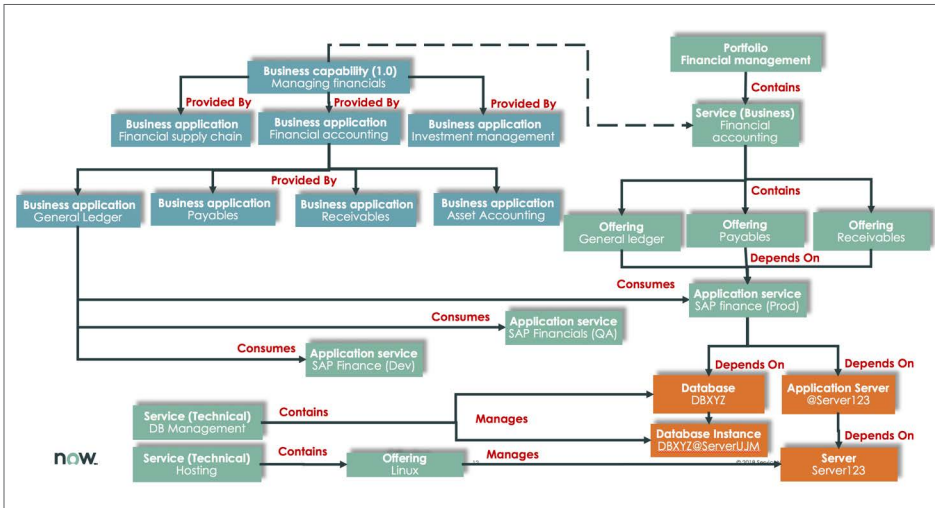 Portfolio
Financial management
Business capability (1.0)
Managing financials
Contains
Provided By
Provided By
Provided By
Business application
Financial supply chain
Business application
Financial accounting
Business application
Investment management
Service (Business)
Financial
accounting
Provided By
Contains
Business application
General Ledger
Business application
Payables
Business application
Receivables
Business application
Asset Accounting
Offering
General ledger
Offering
Payables
Offering
Receivables
Depends On
Consumes
Application service
SAP finance (Prod)
Consumes
Application service
SAP Financials (QA)
Consumes
Application service
SAP Finance (Dev)
Depends On
Depends On
Database
DBXYZ
Application Server
@Server123
Service (Technical)
DB Management
Contains
Manages
Database Instance
DBXYZ@ServerUJM
Depends On
now
Service (Technical)
Hosting
Contains
Offering
Linux
Manages
Server
Server123